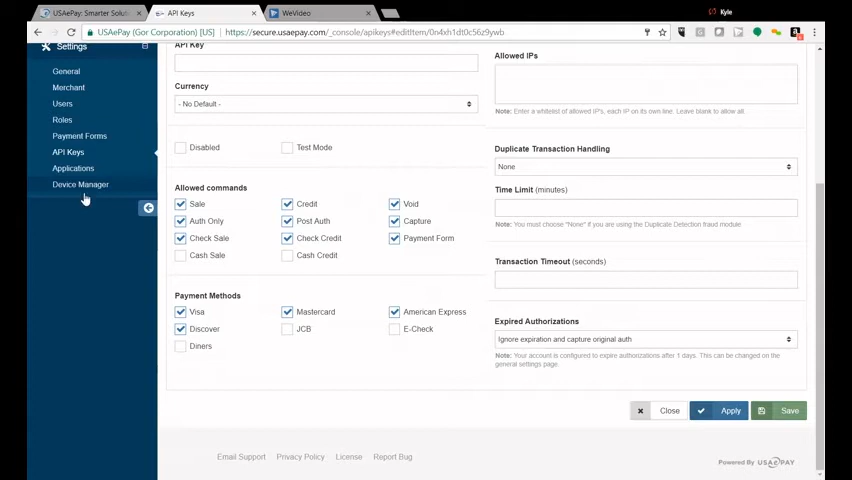 USAePay: Smarter Soluti
API Keys
WeVideo
Kyle
USAePay (Gor Corporation) [US]
https://secure.usaepay.com/_console/apikeys#editItem/0n4xh1dt0c56z9ywb
Settings
General
Merchant
Users
Roles
Payment Forms
API Keys
Applications
Device Manager
API Key
Currency
- No Default -
Disabled
Test Mode
Allowed commands
Sale
Credit
Void
Auth Only
Post Auth
Capture
Check Sale
Check Credit
Payment Form
Cash Sale
Cash Credit
Payment Methods
Visa
Mastercard
American Express
Discover
JCB
E-Check
Diners
Allowed IPs
Note: Enter a whitelist of allowed IP's, each IP on its own line. Leave blank to allow all.
Duplicate Transaction Handling
None
Time Limit (minutes)
Note: You must choose "None" if you are using the Duplicate Detection fraud module
Transaction Timeout (seconds)
Expired Authorizations
Ignore expiration and capture original auth
Note: Your account is configured to expire authorizations after 1 days. This can be changed on the
general settings page.
Close
Apply
Save
Email Support
Privacy Policy
License
Report Bug
Powered By USAePAY